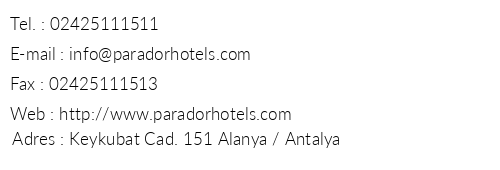 Tel. : 02425111511
E-mail : info@paradorhotels.com
Fax : 02425111513
Web : http://www.paradorhotels.com
Adres : Keykubat Cad. 151 Alanya / Antalya